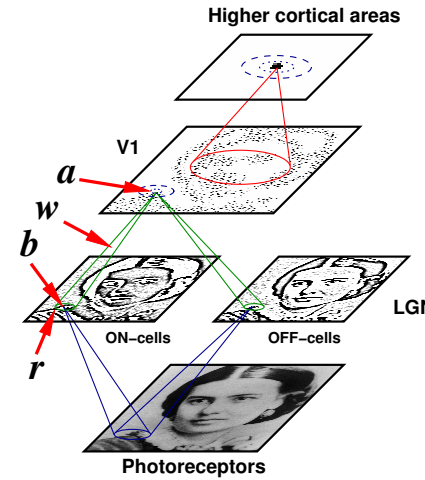 Higher cortical areas
V1
a
w
b
LGN
ON-cells
OFF-cells
r
Photoreceptors